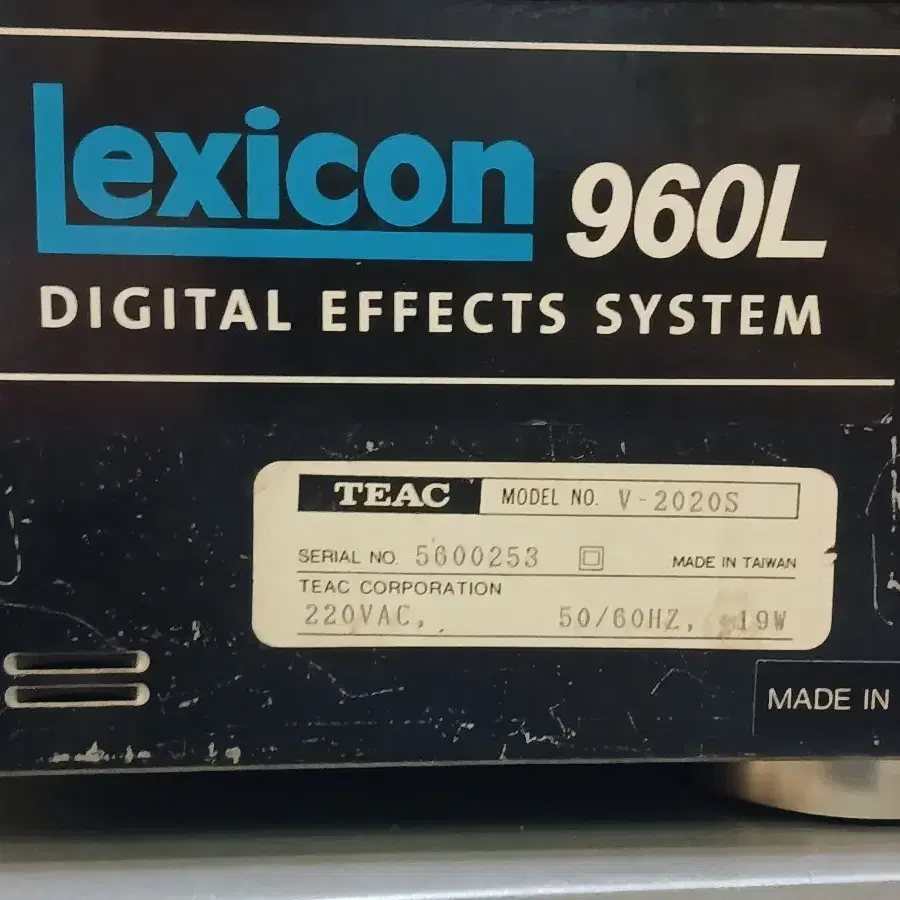 Lexicon 960L
DIGITAL EFFECTS SYSTEM
TEAC MODEL NO. V-2020S
SERIAL NO. 5600253 MADE IN TAIWAN
TEAC CORPORATION
220VAC, 50/60HZ, 19W
MADE IN